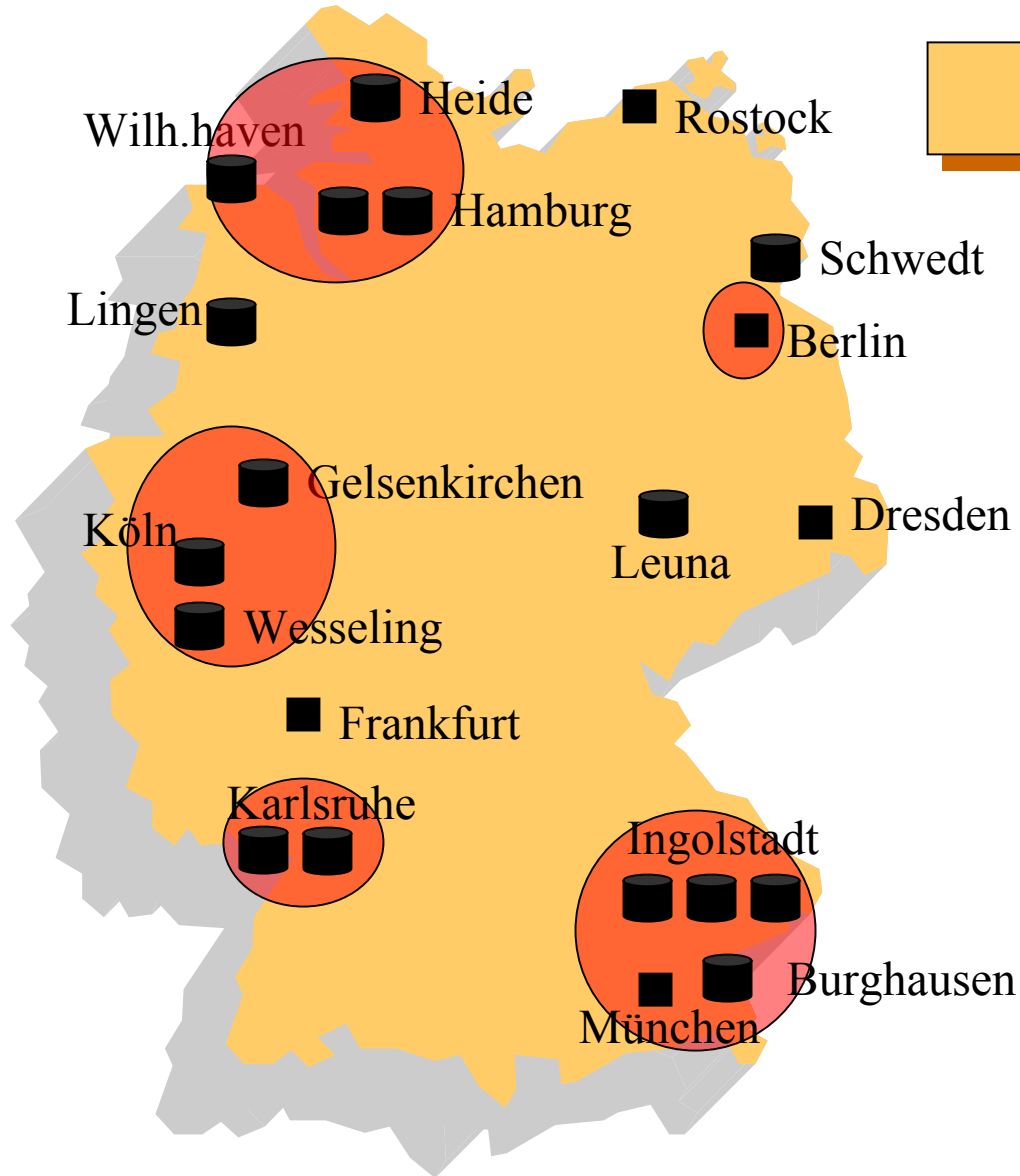 Heide
Rostock
Wilh.haven
Hamburg
Schwedt
Lingen
Berlin
Gelsenkirchen
Köln
Dresden
Leuna
Wesseling
Frankfurt
Karlsruhe
Ingolstadt
Burghausen
München